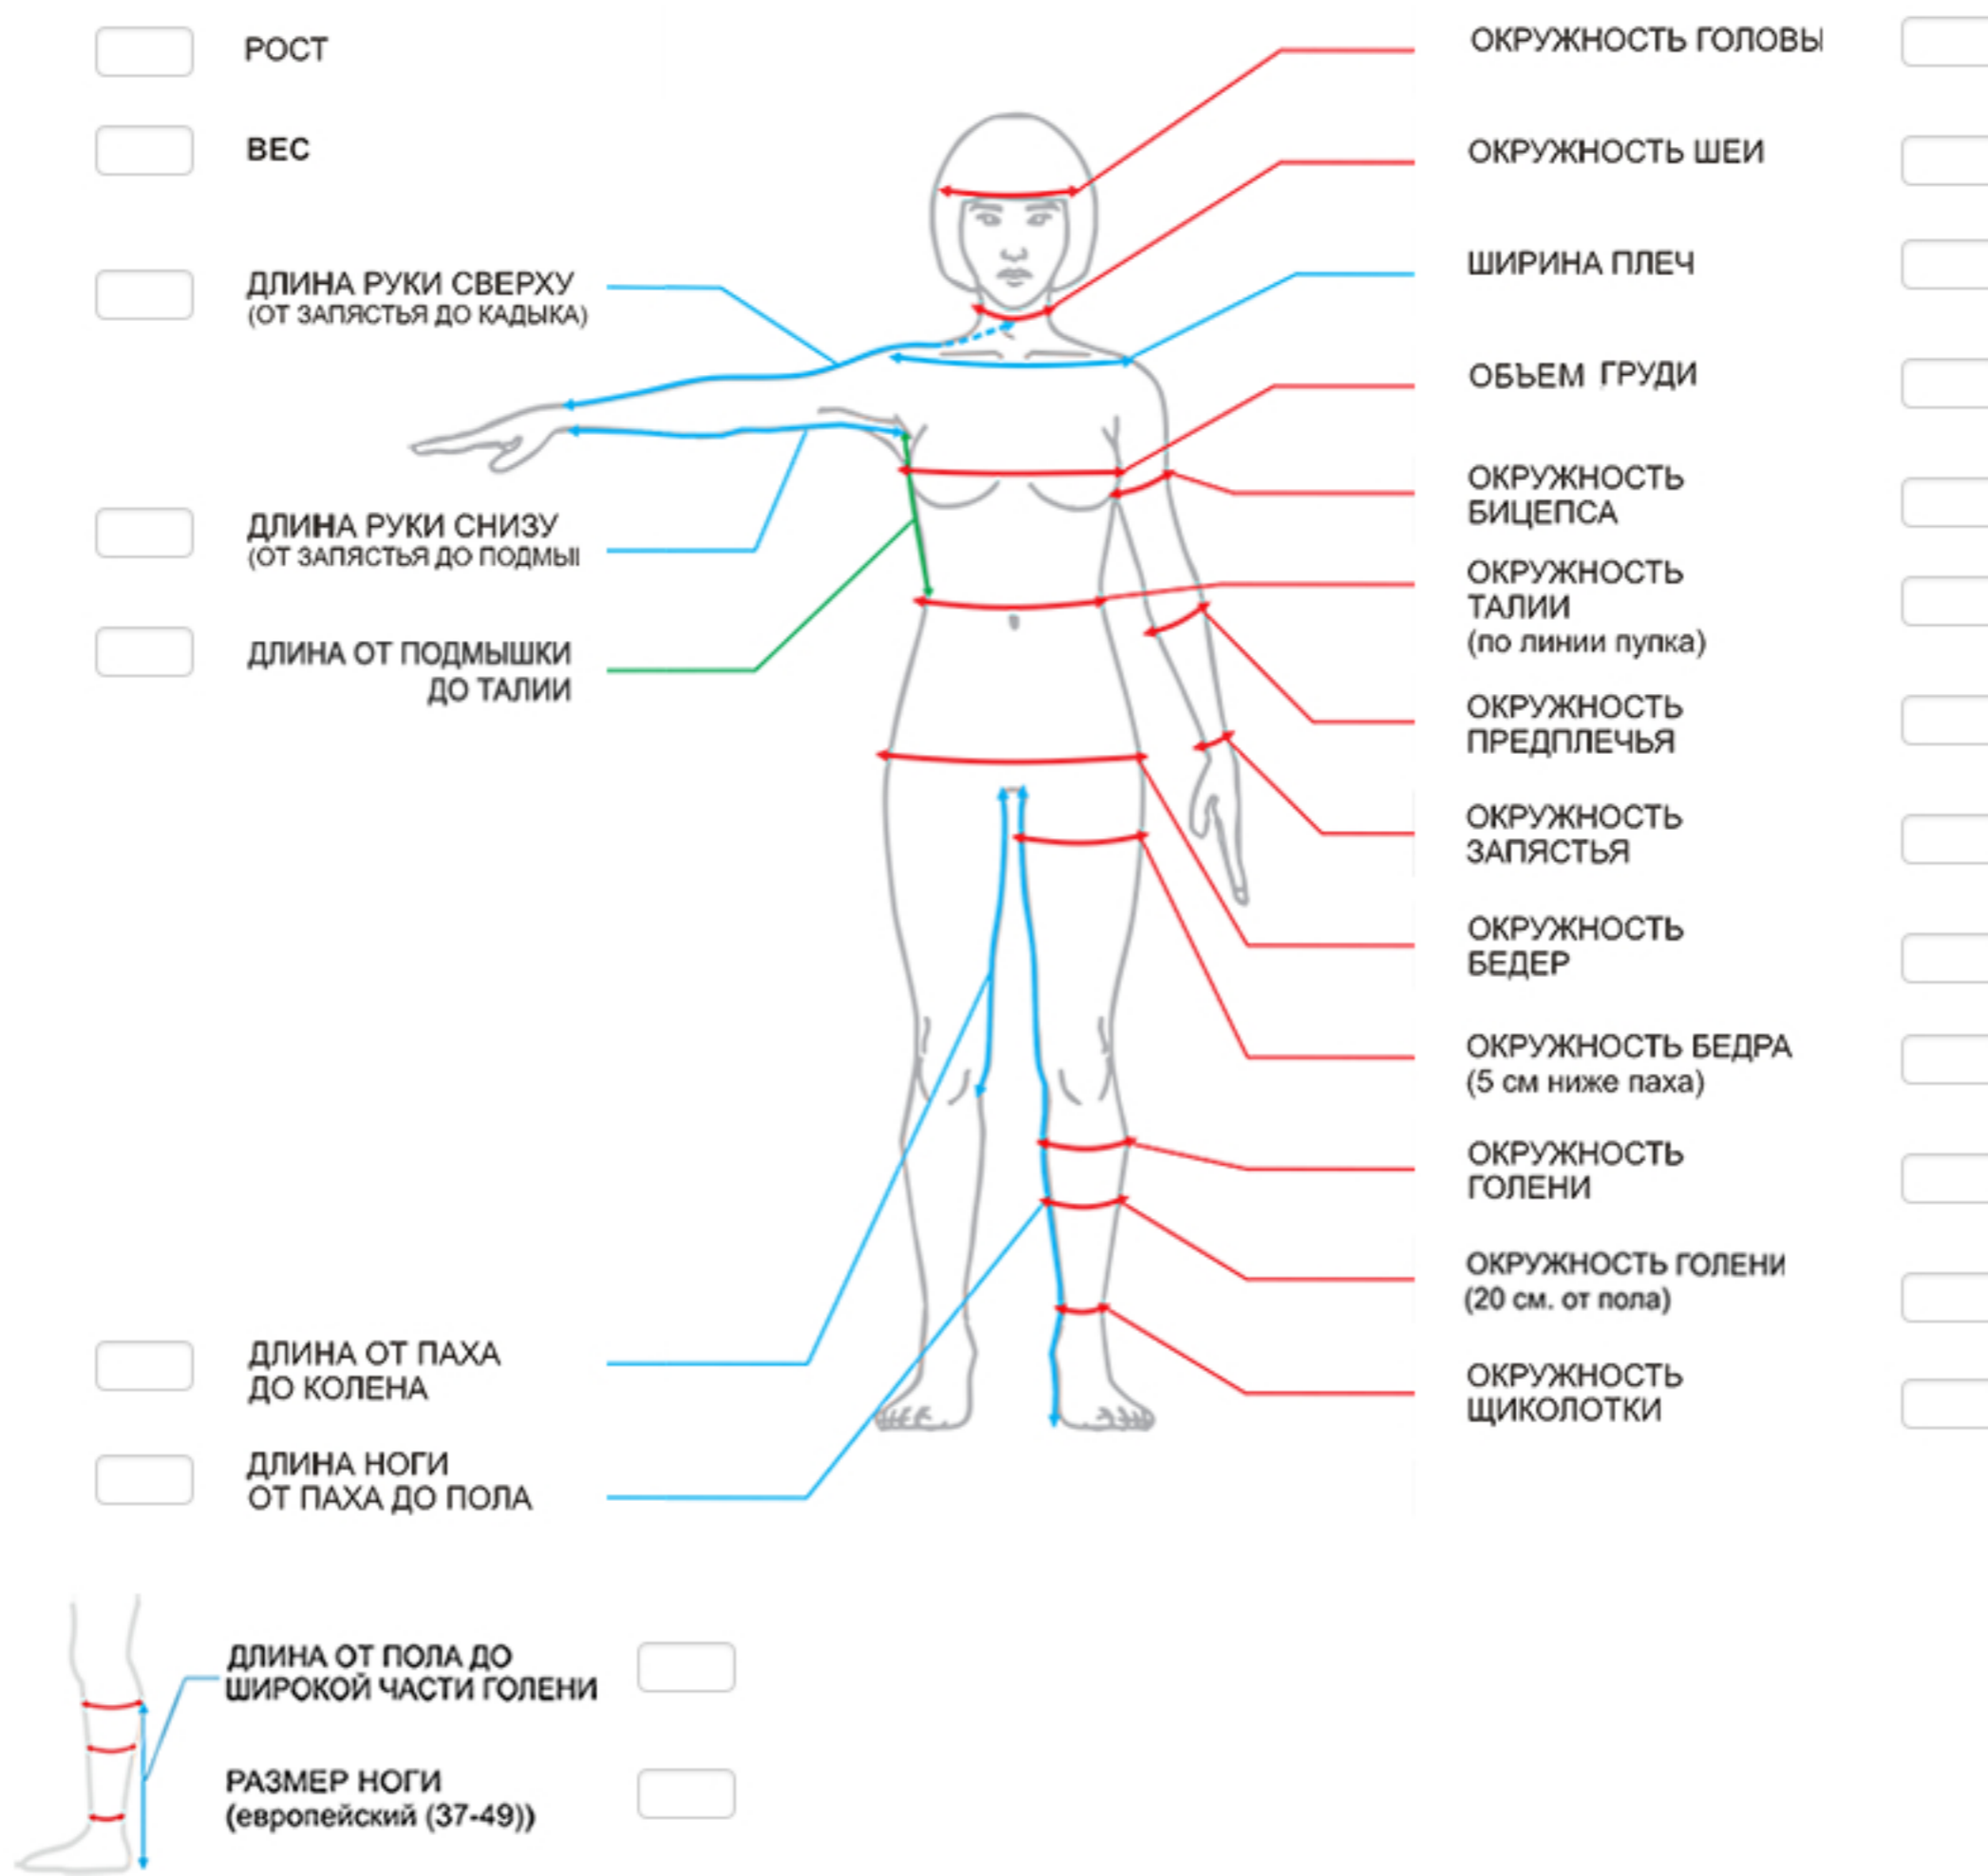 РОСТ
ВЕС
ДЛИНА РУКИ СВЕРХУ
(ОТ ЗАПЯСТЬЯ ДО КАДЫКА)
ДЛИНА РУКИ СНИЗУ
(ОТ ЗАПЯСТЬЯ ДО ПОДМЫ
ДЛИНА ОТ ПОДМЫШКИ
ДО ТАЛИИ
ДЛИНА ОТ ПАХА
ДО КОЛЕНА
ДЛИНА НОГИ
ОТ ПАХА ДО ПОЛА
ОКРУЖНОСТЬ ГОЛОВЫ
ОКРУЖНОСТЬ ШЕИ
ШИРИНА ПЛЕЧ
ОБЪЕМ ГРУДИ
ОКРУЖНОСТЬ
БИЦЕПСА
ОКРУЖНОСТЬ
ТАЛИИ
(по линии пупка)
ОКРУЖНОСТЬ
ПРЕДПЛЕЧЬЯ
ОКРУЖНОСТЬ
ЗАПЯСТЬЯ
ОКРУЖНОСТЬ
БЕДЕР
ОКРУЖНОСТЬ БЕДРА
(5 см ниже паха)
ОКРУЖНОСТЬ
ГОЛЕНИ
ОКРУЖНОСТЬ ГОЛЕНИ
(20 см. от пола)
ОКРУЖНОСТЬ
ЩИКОЛОТКИ
ДЛИНА ОТ ПОЛА ДО
ШИРОКОЙ ЧАСТИ ГОЛЕНИ
РАЗМЕР НОГИ
(европейский (37-49))